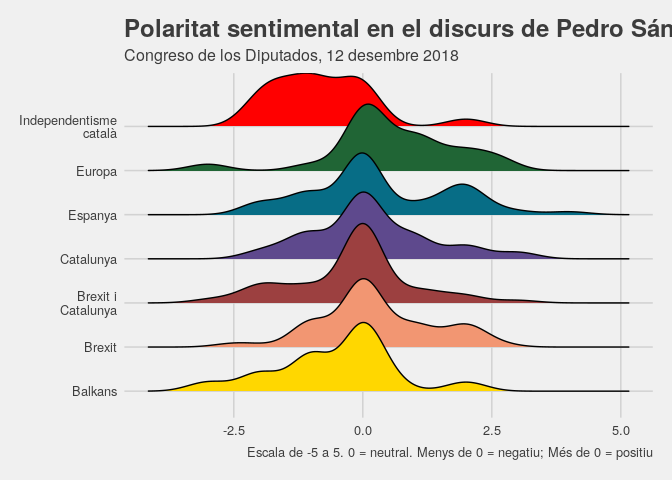 Polaritat sentimental en el discurs de Pedro Sán
Congreso de los Diputados, 12 desembre 2018
Independentisme
català
Europa
Espanya
Catalunya
Brexit i
Catalunya
Brexit
Balkans
-2.5 0.0 2.5 5.0
Escala de -5 a 5. 0 = neutral. Menys de 0 = negatiu; Més de 0 = positiu